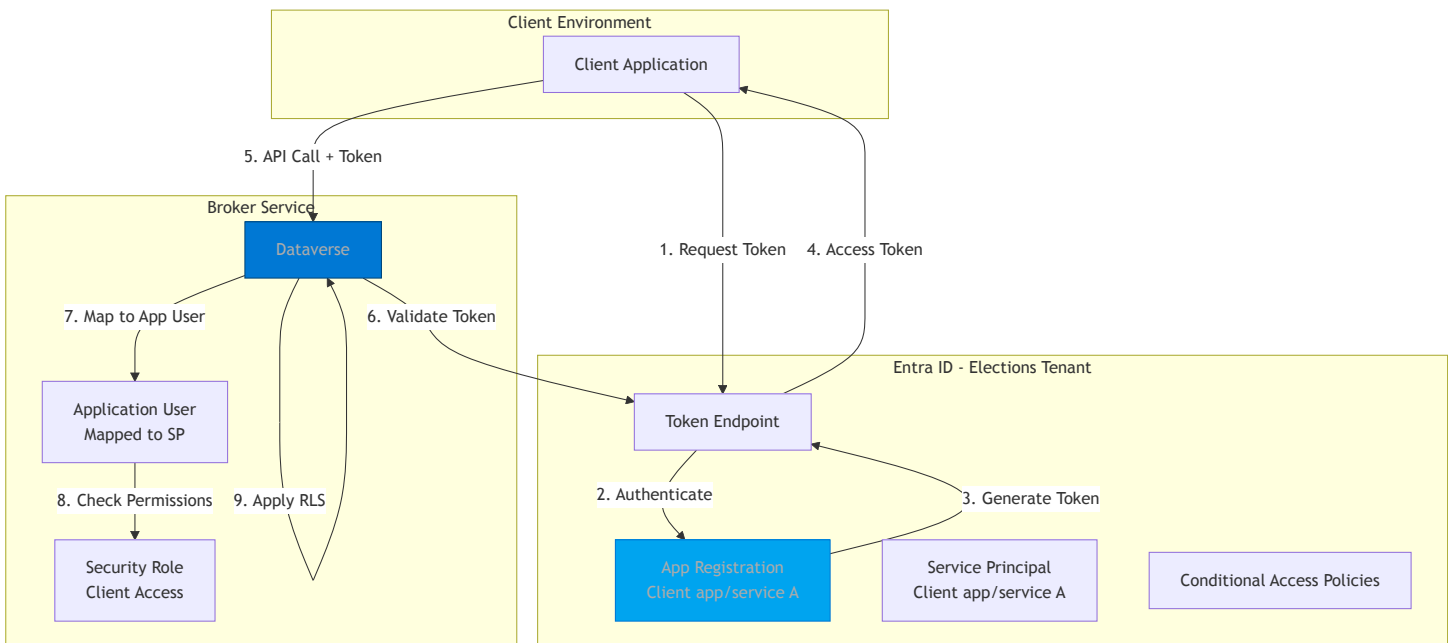 Client Environment
Client Application
5. API Call + Token
Broker Service
Dataverse
1. Request Token
4. Access Token
7. Map to App User
6. Validate Token
Entra ID - Elections Tenant
Application User
Mapped to SP
Token Endpoint
8. Check Permissions
9. Apply RLS
2. Authenticate
3. Generate Token
Security Role
Client Access
App Registration
Client app/service A
Service Principal
Client app/service A
Conditional Access Policies